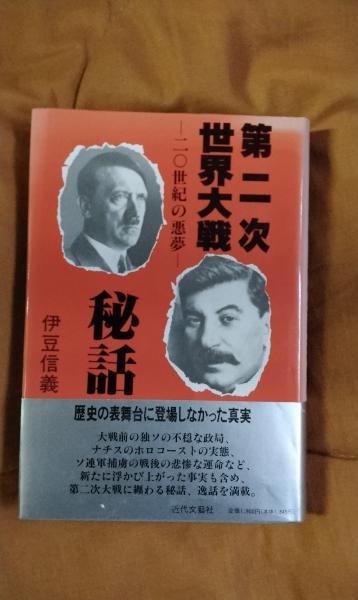 第二次
世界大戦
―二〇世紀の悪夢―
秘話
伊豆信義
歴史の表舞台に登場しなかった真実
大戦前の独ソの不穏な政局、
ナチスのホロコーストの実態、
ソ連軍捕虜の戦後の悲惨な運命など、
新たに浮かび上がった事実も含め、
第二次大戦に纏わる秘話、逸話を満載。
近代文藝社